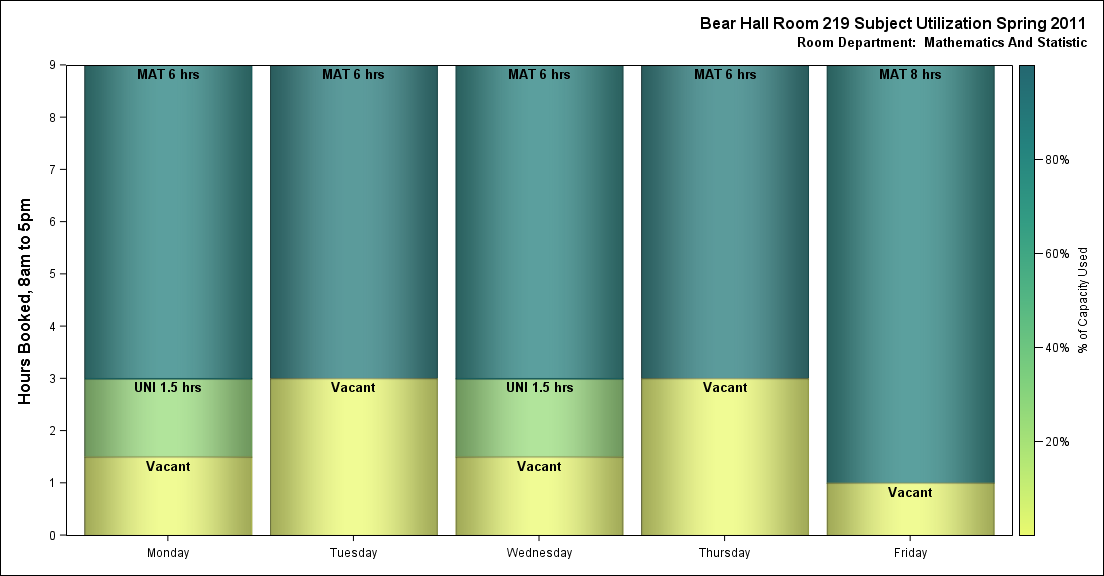 Bear Hall Room 219 Subject Utilization Spring 2011
Room Department:  Mathematics And Statistic
Hours Booked, 8am to 5pm
9
8
7
6
5
4
3
2
1
0
MAT 6 hrs
MAT 6 hrs
MAT 6 hrs
MAT 6 hrs
MAT 8 hrs
UNI 1.5 hrs
Vacant
UNI 1.5 hrs
Vacant
Vacant
Vacant
Vacant
Monday
Tuesday
Wednesday
Thursday
Friday
80%
60%
40%
20%
% of Capacity Used